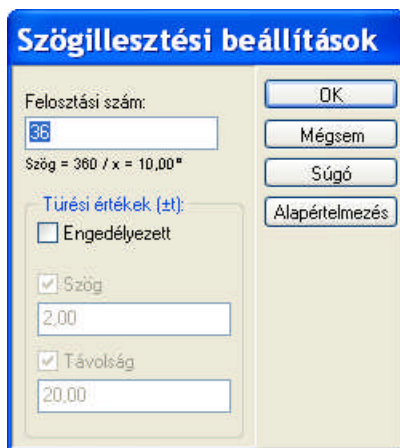 Szögillesztési beállítások
Felosztási szám:
36
Szög = 360 / x = 10,00°
Tűrési értékek (±t):
Engedélyezett
Szög
2,00
Távolság
20,00
OK
Mégsem
Súgó
Alapértelmezés